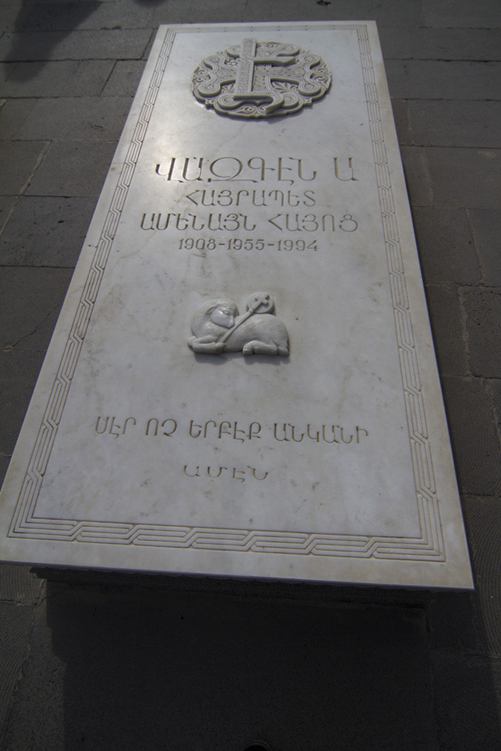 ՎԱԶԳԷՆ Ա
ՀԱՅՐԱՊԵՏ
ԱՄԵՆԱՅՆ ՀԱՅՈՑ
1908-1955-1994
ՍԷՐ ՈՉ ԵՐԲԷՔ ԱՆԿԱՆԻ
ԱՄԷՆ